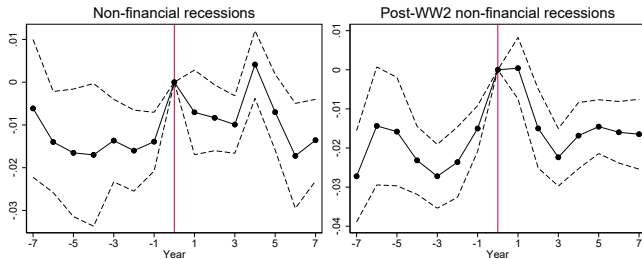 Non-financial recessions
.01
0
-.01
-.02
-.03
-7 -5 -3 -1 1 3 5 7
Year
Post-WW2 non-financial recessions
.01
0
-.01
-.02
-.03
-.04
-7 -5 -3 -1 1 3 5 7
Year